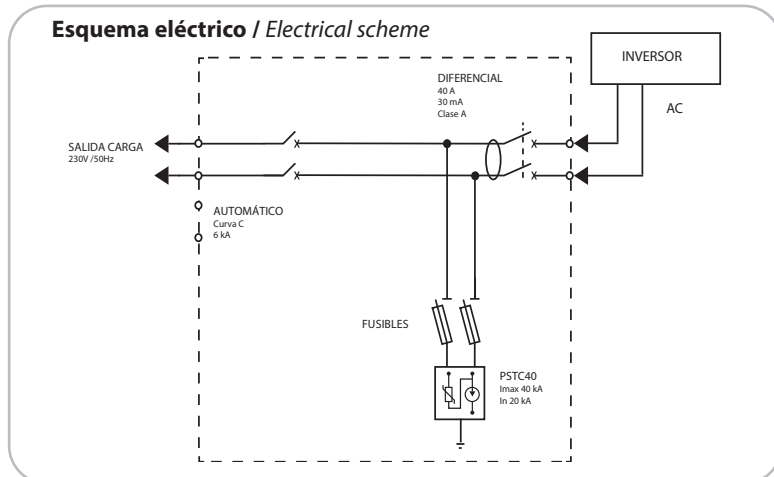 Esquema eléctrico / Electrical scheme
INVERSOR
AC
DIFERENCIAL
40 A
30 mA
Clase A
SALIDA CARGA
230V /50Hz
AUTOMÁTICO
Curva C
6 kA
FUSIBLES
PSTC40
Imax 40 kA
In 20 kA